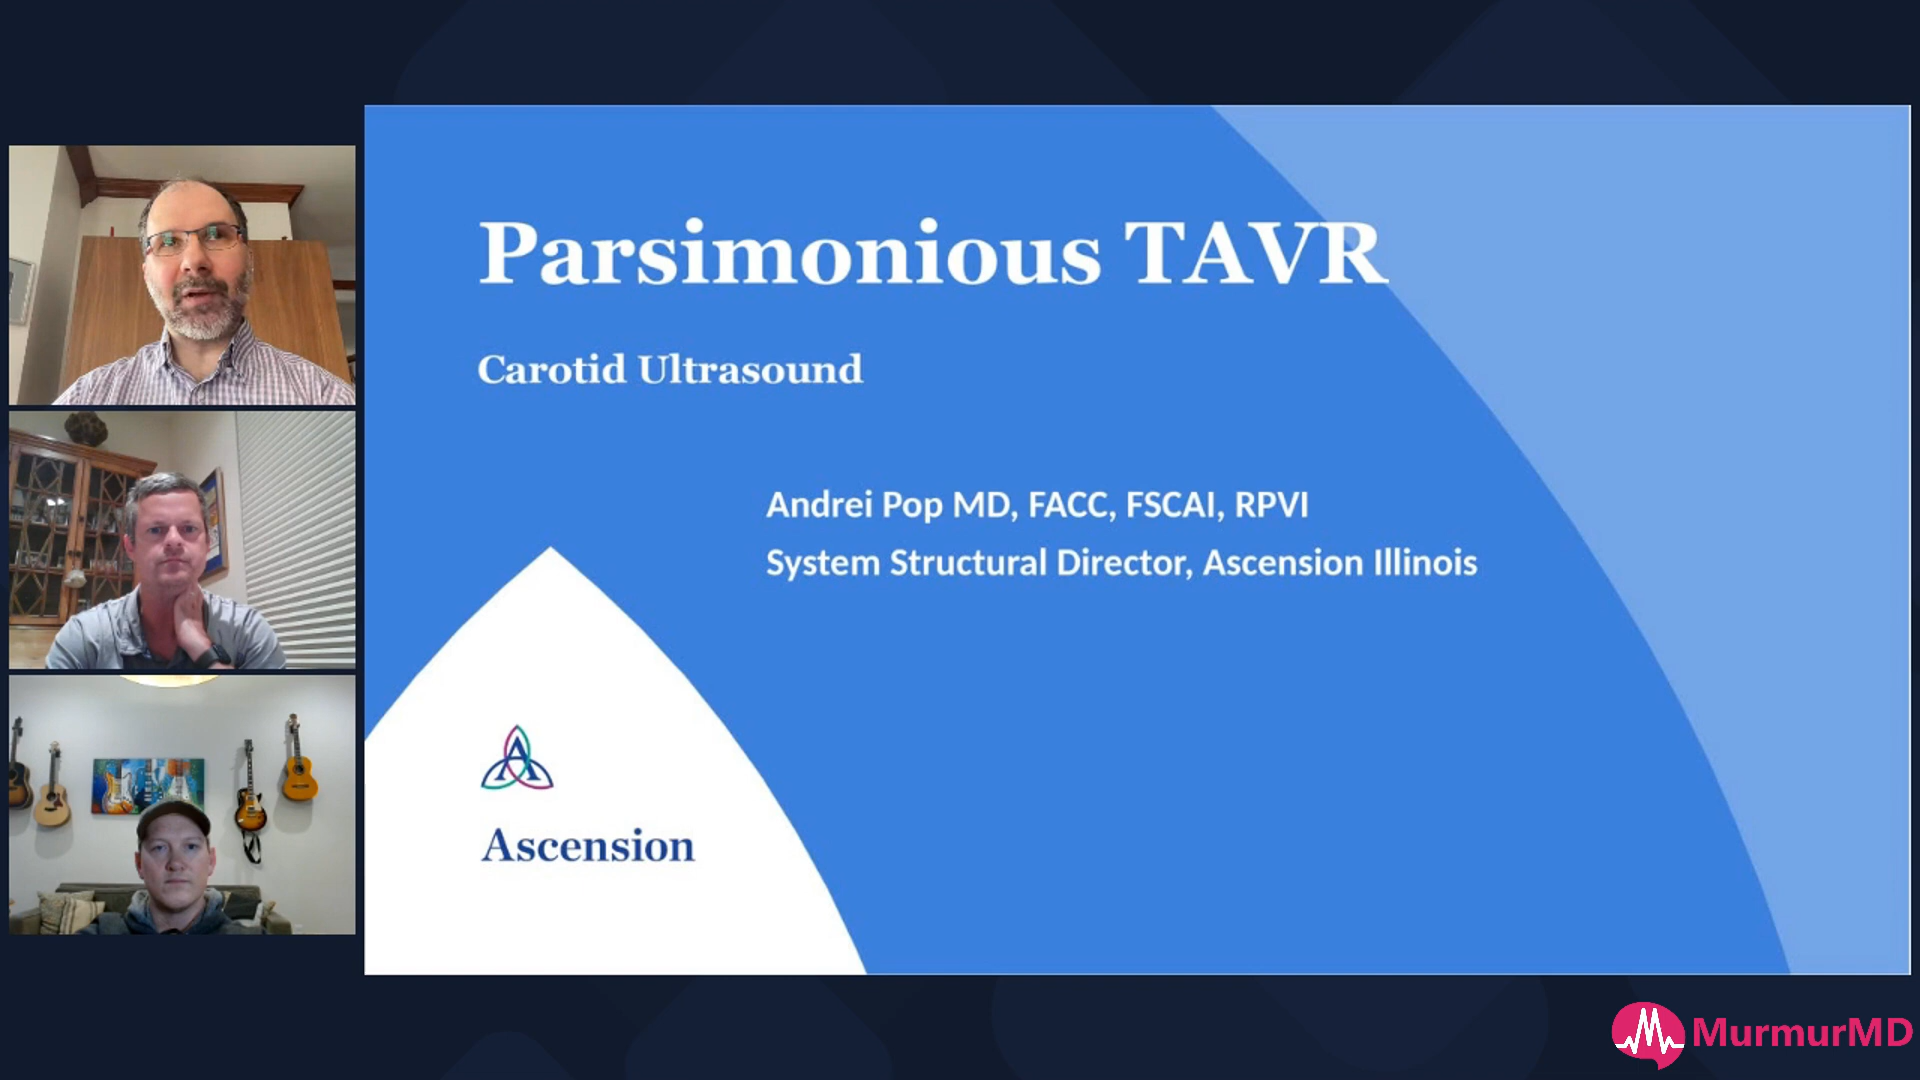 Parsimonious TAVR
Carotid Ultrasound
Andrei Pop MD, FACC, FSCAI, RPVI
System Structural Director, Ascension Illinois
A
Ascension
MurmurMD